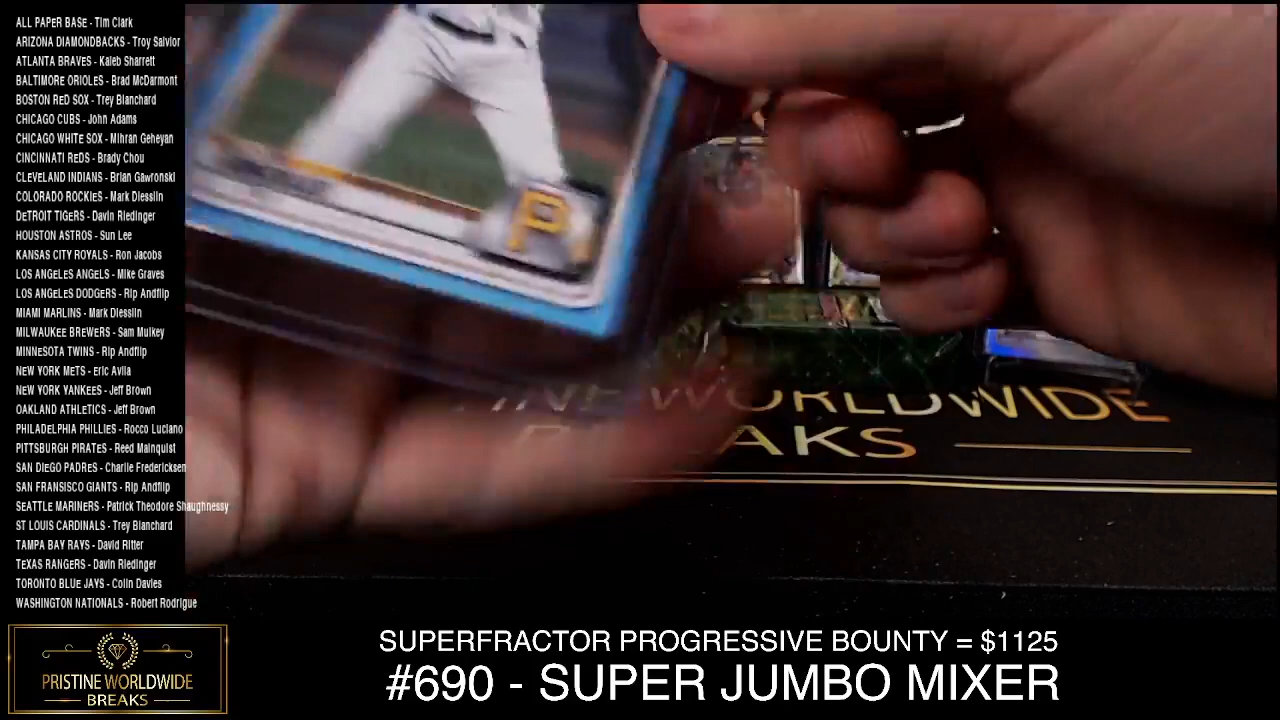 ALL PAPER BASE - Tim Clark
ARIZONA DIAMONDBACKS - Troy Salvior
ATLANTA BRAVES - Kaleb Sharrett
BALTIMORE ORIOLES - Brad McDarmont
BOSTON RED SOX - Trey Blanchard
CHICAGO CUBS - John Adams
CHICAGO WHITE SOX - Mihran Geheyan
CINCINNATI REDS - Brady Chou
CLEVELAND INDIANS - Brian Gawronski
COLORADO ROCKIES - Mark Diesslin
DETROIT TIGERS - Davin Riedinger
HOUSTON ASTROS - Sun Lee
KANSAS CITY ROYALS - Ron Jacobs
LOS ANGELES ANGELS - Mike Graves
LOS ANGELES DODGERS - Rip Andflip
MIAMI MARLINS - Mark Diesslin
MILWAUKEE BREWERS - Sam Mulkey
MINNESOTA TWINS - Rip Andflip
NEW YORK METS - Eric Avila
NEW YORK YANKEES - Jeff Brown
OAKLAND ATHLETICS - Jeff Brown
PHILADELPHIA PHILLIES - Rocco Luciano
PITTSBURGH PIRATES - Reed Mainquist
SAN DIEGO PADRES - Charlie Fredericksen
SAN FRANSISCO GIANTS - Rip Andflip
SEATTLE MARINERS - Patrick Theodore Shaughnessy
ST LOUIS CARDINALS - Trey Blanchard
TAMPA BAY RAYS - David Ritter
TEXAS RANGERS - Davin Riedinger
TORONTO BLUE JAYS - Colin Davies
WASHINGTON NATIONALS - Robert Rodrigue
P
WORLDWIDE
AKS
PRISTINE WORLDWIDE
BREAKS
SUPERFRACTOR PROGRESSIVE BOUNTY = $1125
#690 - SUPER JUMBO MIXER